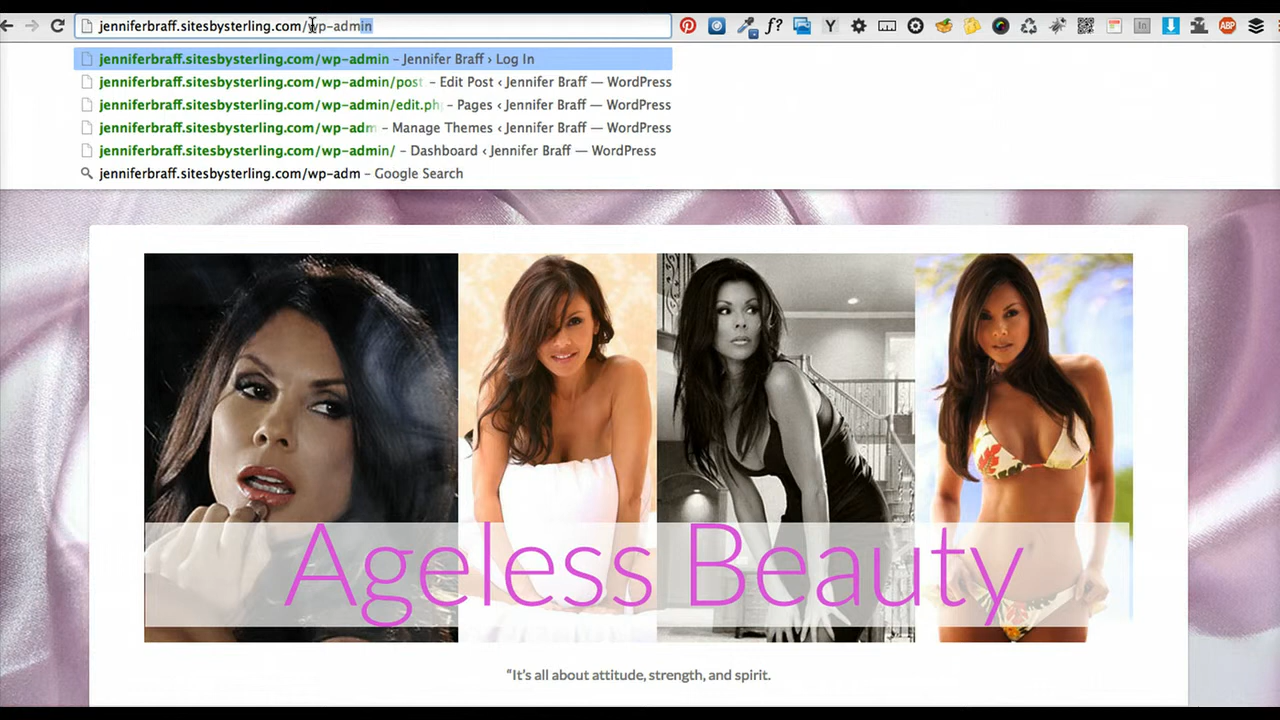 jenniferbraff.sitesbysterling.com/wp-admin
jenniferbraff.sitesbysterling.com/wp-admin – Jennifer Braff › Log In
jenniferbraff.sitesbysterling.com/wp-admin/post – Edit Post ‹ Jennifer Braff — WordPress
jenniferbraff.sitesbysterling.com/wp-admin/edit.ph – Pages ‹ Jennifer Braff — WordPress
jenniferbraff.sitesbysterling.com/wp-adm – Manage Themes ‹ Jennifer Braff — WordPress
jenniferbraff.sitesbysterling.com/wp-admin/ – Dashboard ‹ Jennifer Braff — WordPress
jenniferbraff.sitesbysterling.com/wp-adm – Google Search
f?
Y
ABP
Ageless Beauty
“It's all about attitude, strength, and spirit.